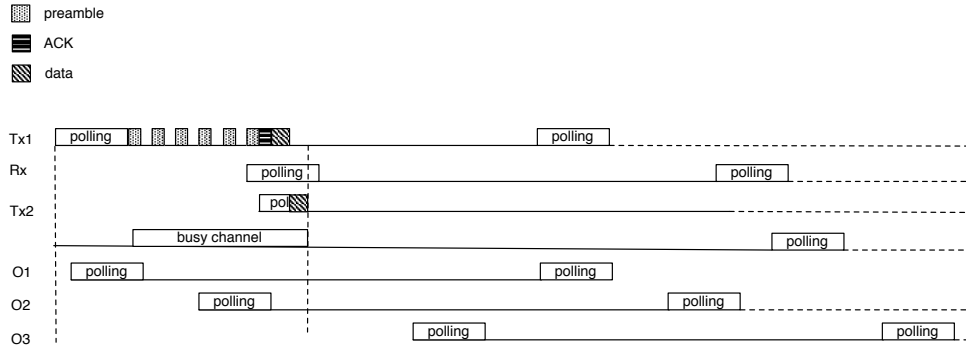 preamble
ACK
data
Tx1 polling polling
Rx polling polling
Tx2 pol
busy channel polling
O1 polling polling
O2 polling polling
O3 polling polling